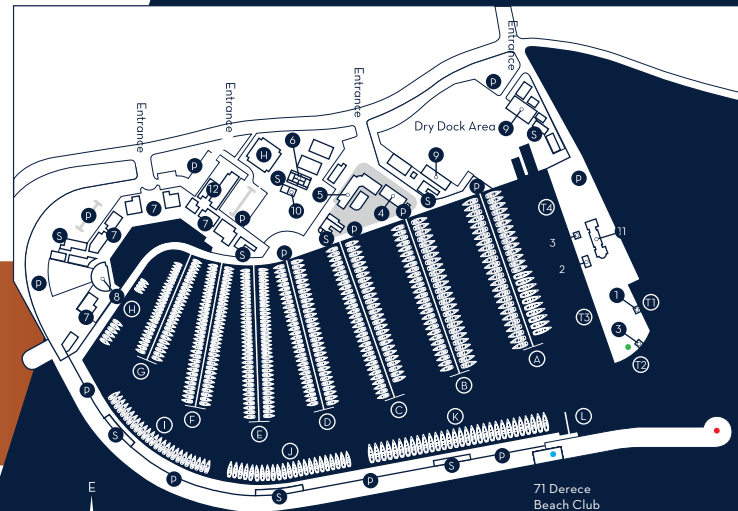 Entrance
Entrance
Entrance
Entrance
P
Dry Dock Area
9
S
6
H
P
S
9
P
12
10
5
4
S
P
7
7
P
P
P
S
T4
P
S
7
S
S
P
3
11
2
P
8
H
7
1
T1
T3
3
T2
G
F
E
D
C
B
A
P
I
S
J
K
L
P
S
P
S
P
E
71 Derece
Beach Club